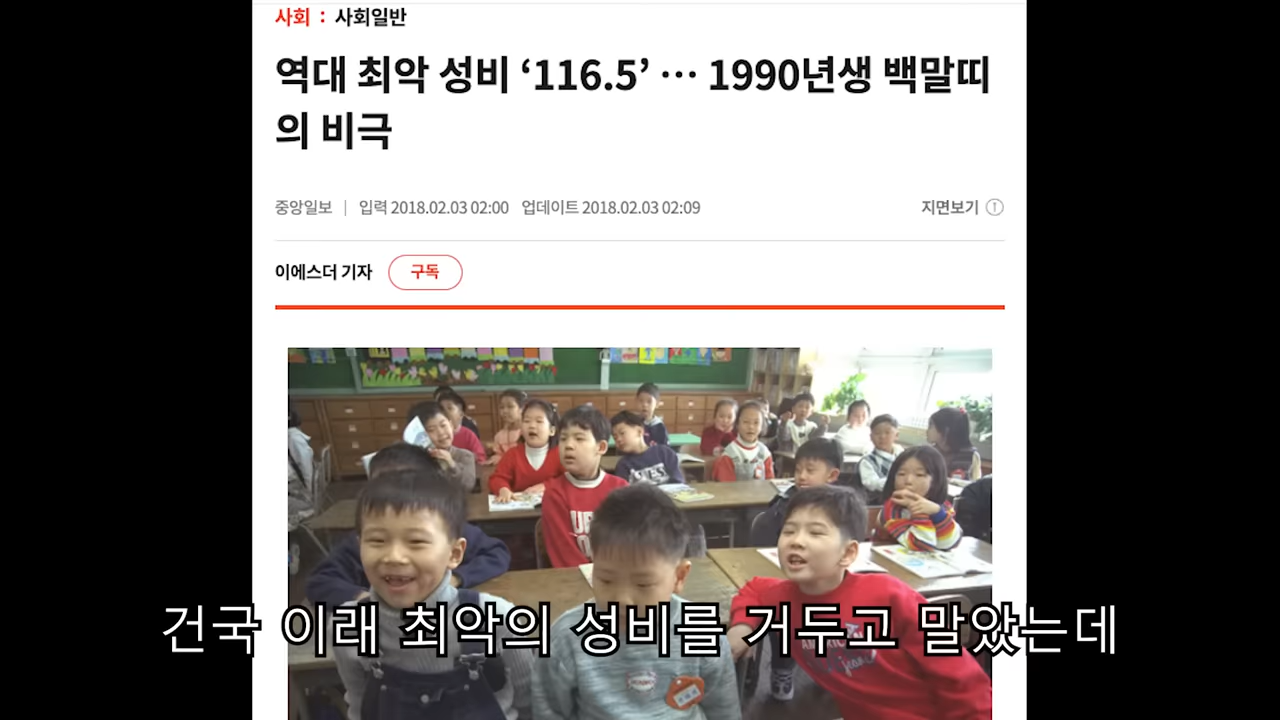 사회 : 사회일반
역대 최악 성비 ‘116.5’ … 1990년생 백말띠
의 비극
중앙일보 | 입력 2018.02.03 02:00 업데이트 2018.02.03 02:09 지면보기
이에스더 기자 구독
건국 이래 최악의 성비를 거두고 말았는데